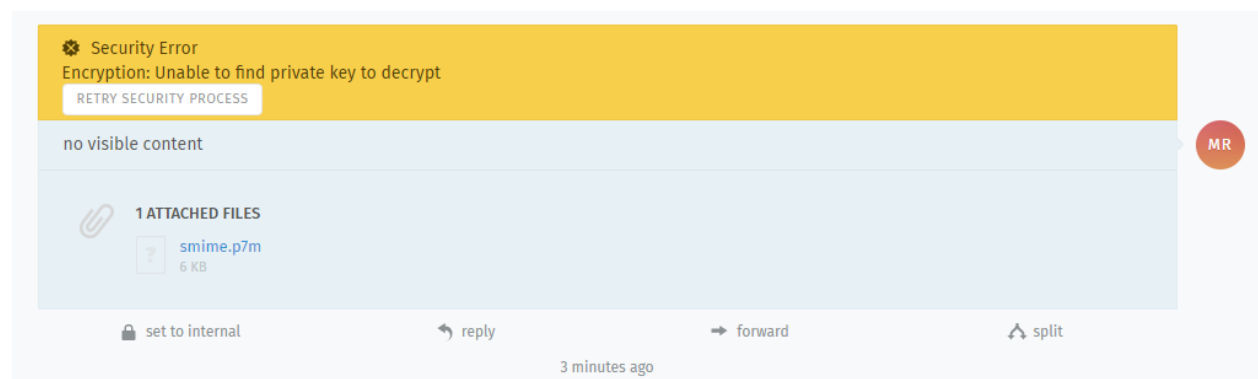 Security Error
Encryption: Unable to find private key to decrypt
RETRY SECURITY PROCESS
no visible content
MR
1 ATTACHED FILES
?
smime.p7m
6 KB
set to internal reply forward split
3 minutes ago